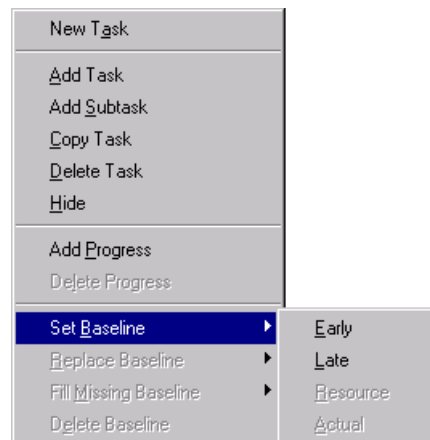 New Task
Add Task
Add Subtask
Copy Task
Delete Task
Hide
Add Progress
Delete Progress
Set Baseline
Early
Replace Baseline
Late
Fill Missing Baseline
Resource
Delete Baseline
Actual